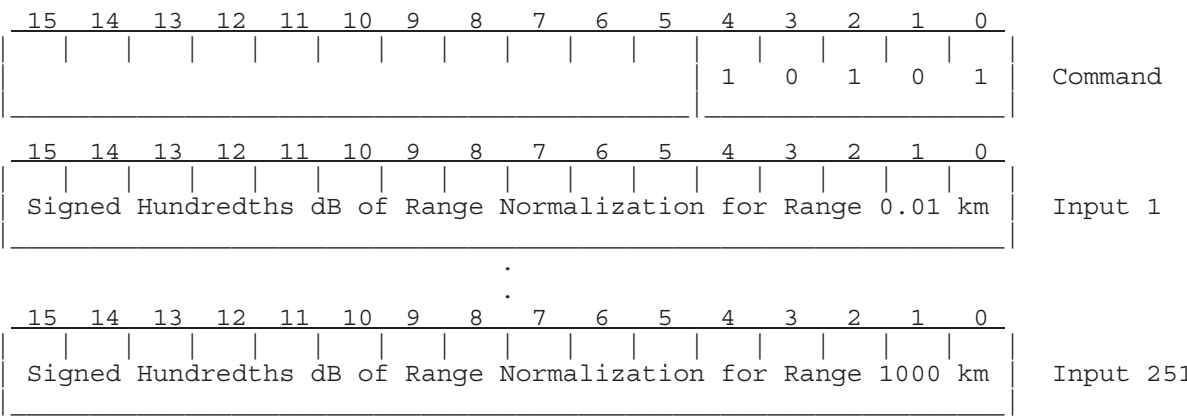 15 14 13 12 11 10 9 8 7 6 5 4 3 2 1 0
1 0 1 0 1 Command
15 14 13 12 11 10 9 8 7 6 5 4 3 2 1 0
Signed Hundredths dB of Range Normalization for Range 0.01 km Input 1
.
.
15 14 13 12 11 10 9 8 7 6 5 4 3 2 1 0
Signed Hundredths dB of Range Normalization for Range 1000 km Input 251